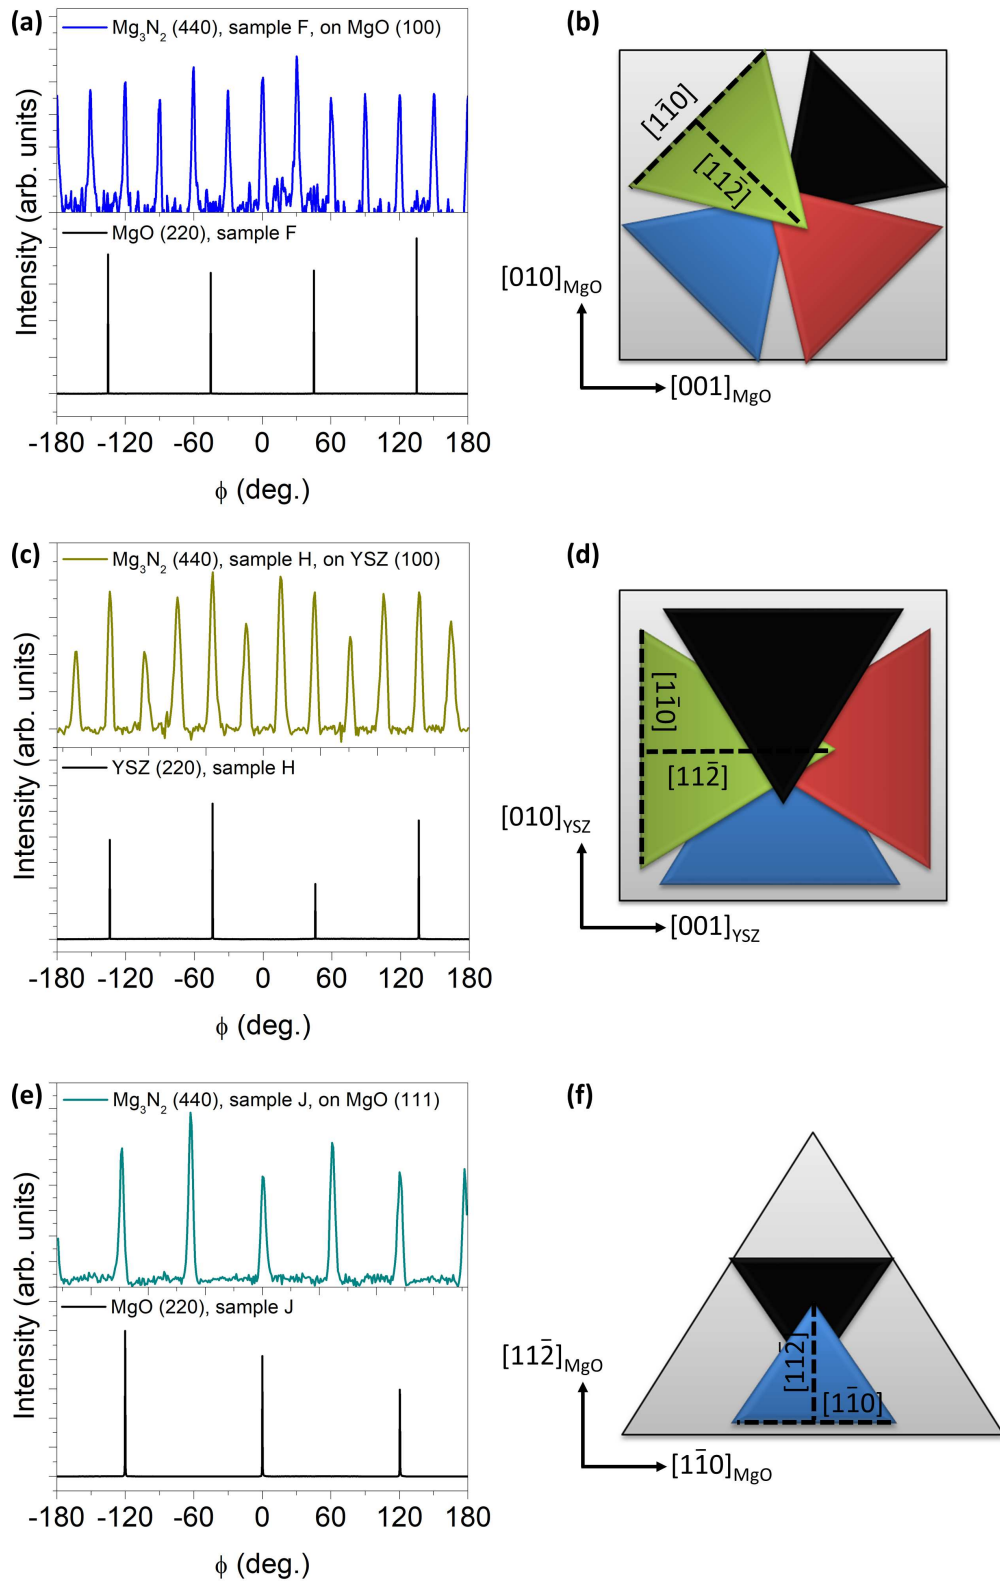 (a)
Mg₃N₂ (440), sample F, on MgO (100)
MgO (220), sample F
Intensity (arb. units)
-180 -120 -60 0 60 120 180
ϕ (deg.)
(b)
[11̄0]
[112̄]
[010]MgO
[001]MgO
(c)
Mg₃N₂ (440), sample H, on YSZ (100)
YSZ (220), sample H
Intensity (arb. units)
-180 -120 -60 0 60 120 180
ϕ (deg.)
(d)
[11̄0]
[112̄]
[010]YSZ
[001]YSZ
(e)
Mg₃N₂ (440), sample J, on MgO (111)
MgO (220), sample J
Intensity (arb. units)
-180 -120 -60 0 60 120 180
ϕ (deg.)
(f)
[112̄]
[11̄0]
[112̄]MgO
[11̄0]MgO